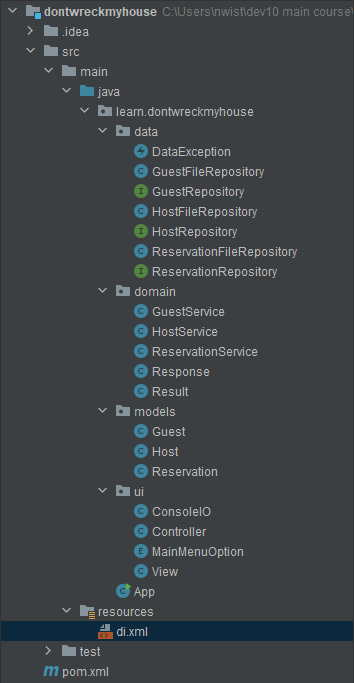 dontwreckmyhouse C:\Users\nwist\dev10 main course\
.idea
src
main
java
learn.dontwreckmyhouse
data
DataException
GuestFileRepository
GuestRepository
HostFileRepository
HostRepository
ReservationFileRepository
ReservationRepository
domain
GuestService
HostService
ReservationService
Response
Result
models
Guest
Host
Reservation
ui
ConsoleIO
Controller
MainMenuOption
View
App
resources
di.xml
test
pom.xml